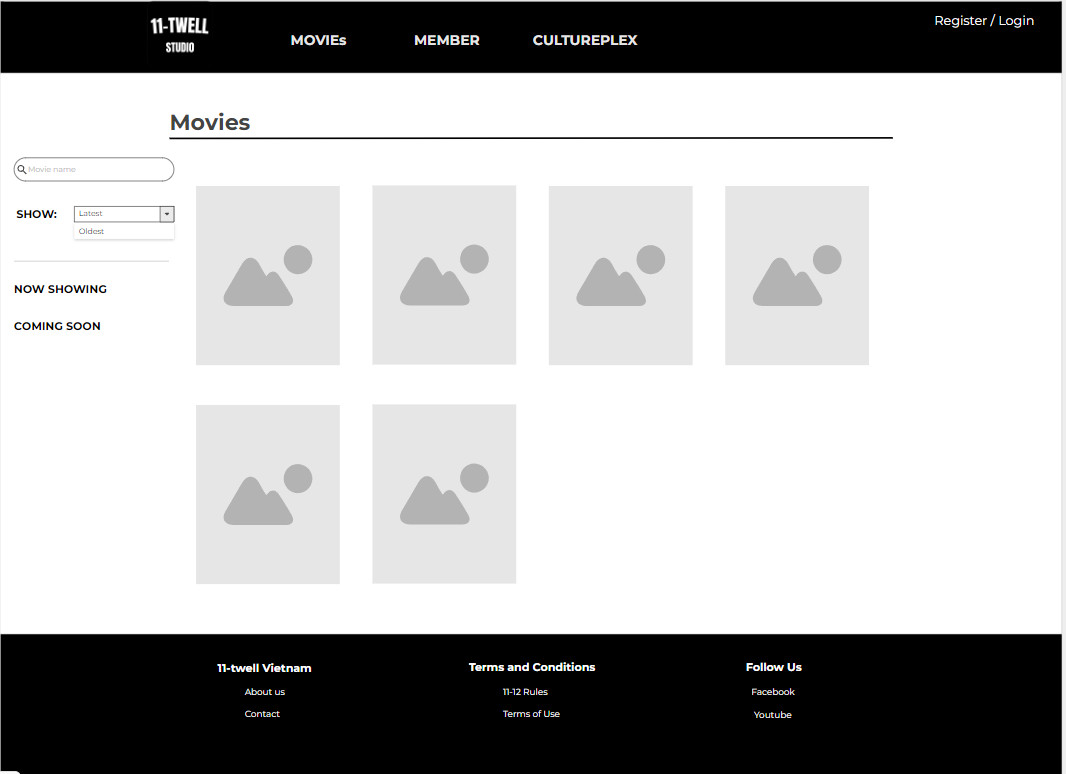 11-TWELL
STUDIO
MOVIEs
MEMBER
CULTUREPLEX
Register / Login
Movies
Movie name
SHOW:
Latest
Oldest
NOW SHOWING
COMING SOON
11-twell Vietnam
About us
Contact
Terms and Conditions
11-12 Rules
Terms of Use
Follow Us
Facebook
Youtube